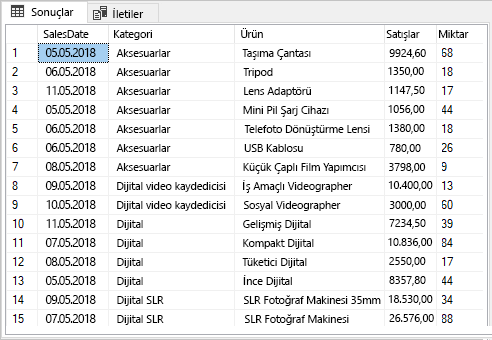 Sonuçlar İletiler
SalesDate Kategori Ürün Satışlar Miktar
1 05.05.2018 Aksesuarlar Taşıma Çantası 9924,60 68
2 06.05.2018 Aksesuarlar Tripod 1350,00 18
3 11.05.2018 Aksesuarlar Lens Adaptörü 1147,50 17
4 05.05.2018 Aksesuarlar Mini Pil Şarj Cihazı 1056,00 44
5 06.05.2018 Aksesuarlar Telefoto Dönüştürme Lensi 1380,00 18
6 06.05.2018 Aksesuarlar USB Kablosu 780,00 26
7 08.05.2018 Aksesuarlar Küçük Çaplı Film Yapımcısı 3798,00 9
8 09.05.2018 Dijital video kaydedicisi İş Amaçlı Videographer 10.400,00 13
9 10.05.2018 Dijital video kaydedicisi Sosyal Videographer 3000,00 60
10 11.05.2018 Dijital Gelişmiş Dijital 7234,50 39
11 07.05.2018 Dijital Kompakt Dijital 10.836,00 84
12 08.05.2018 Dijital Tüketici Dijital 2550,00 17
13 05.05.2018 Dijital İnce Dijital 8357,80 44
14 09.05.2018 Dijital SLR SLR Fotoğraf Makinesi 35mm 18.530,00 34
15 07.05.2018 Dijital SLR SLR Fotoğraf Makinesi 26.576,00 88